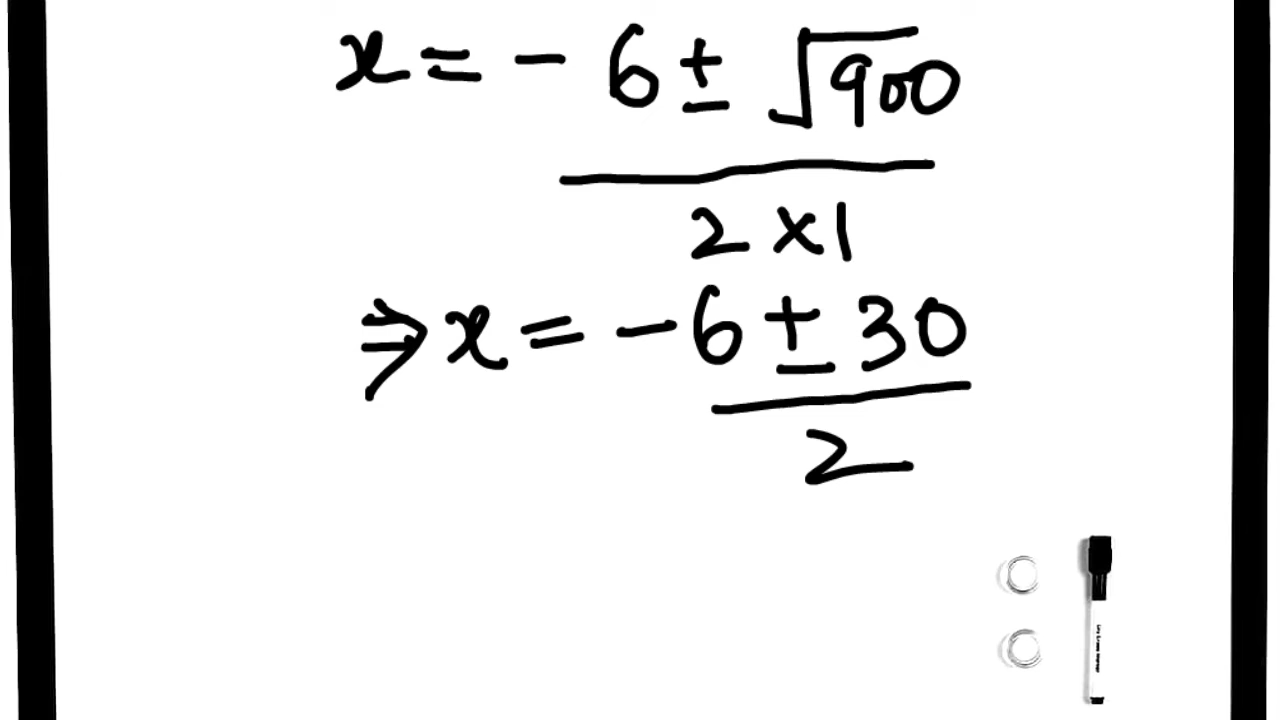 x = - 6 ± √900
2 × 1
⇒ x = - 6 ± 30
2